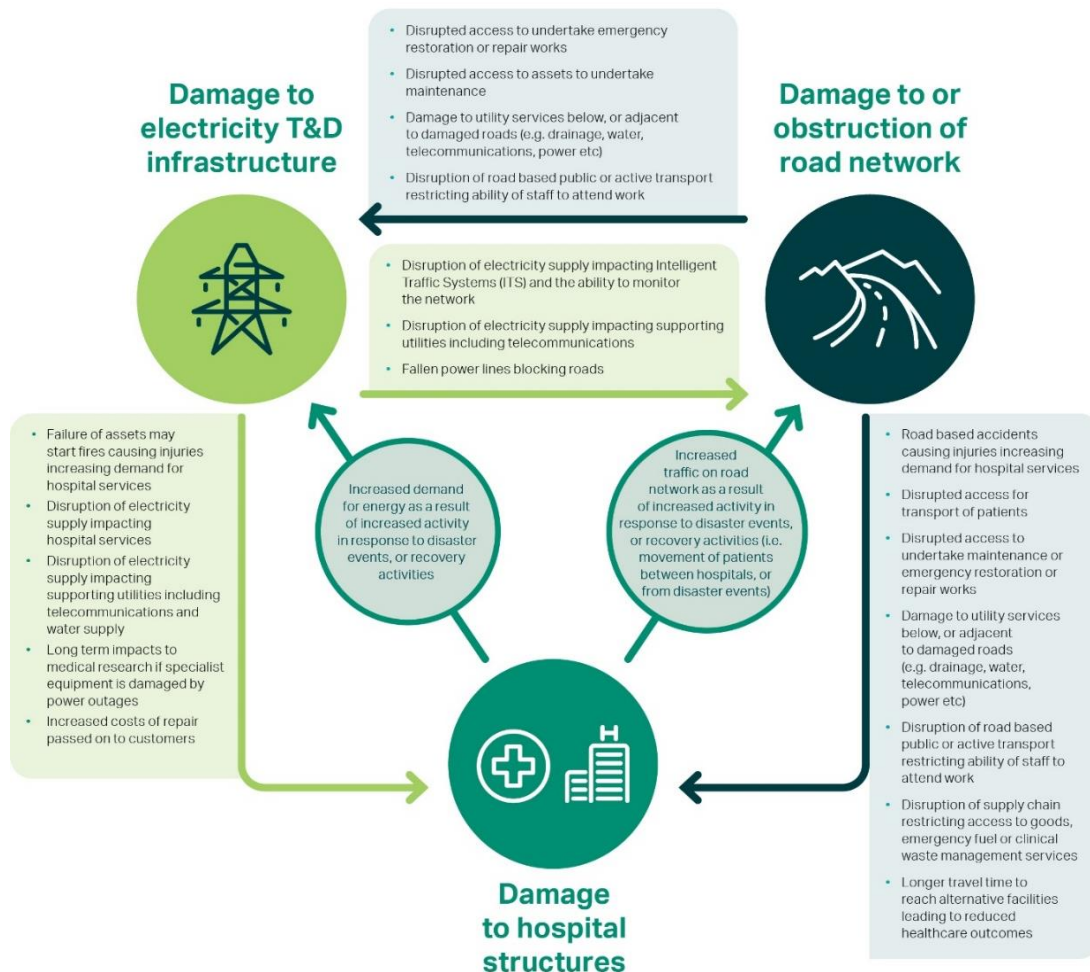 Disrupted access to undertake emergency
restoration or repair works
Disrupted access to assets to undertake
maintenance
Damage to utility services below, or adjacent
to damaged roads (e.g. drainage, water,
telecommunications, power etc)
Disruption of road based public or active transport
restricting ability of staff to attend work
Damage to
electricity T&D
infrastructure
Damage to or
obstruction of
road network
Disruption of electricity supply impacting Intelligent
Traffic Systems (ITS) and the ability to monitor
the network
Disruption of electricity supply impacting supporting
utilities including telecommunications
Fallen power lines blocking roads
Failure of assets may
start fires causing injuries
increasing demand for
hospital services
Disruption of electricity
supply impacting
hospital services
Disruption of electricity
supply impacting
supporting utilities including
telecommunications and
water supply
Long term impacts to
medical research if specialist
equipment is damaged by
power outages
Increased costs of repair
passed on to customers
Increased demand
for energy as a result
of increased activity
in response to disaster
events, or recovery
activities
Increased
traffic on road
network as a result
of increased activity in
response to disaster events,
or recovery activities (i.e.
movement of patients
between hospitals, or
from disaster events)
Road based accidents
causing injuries increasing
demand for hospital services
Disrupted access for
transport of patients
Disrupted access to
undertake maintenance or
emergency restoration or
repair works
Damage to utility services
below, or adjacent
to damaged roads
(e.g. drainage, water,
telecommunications,
power etc)
Disruption of road based
public or active transport
restricting ability of staff to
attend work
Disruption of supply chain
restricting access to goods,
emergency fuel or clinical
waste management services
Longer travel time to
reach alternative facilities
leading to reduced
healthcare outcomes
H
Damage
to hospital
structures